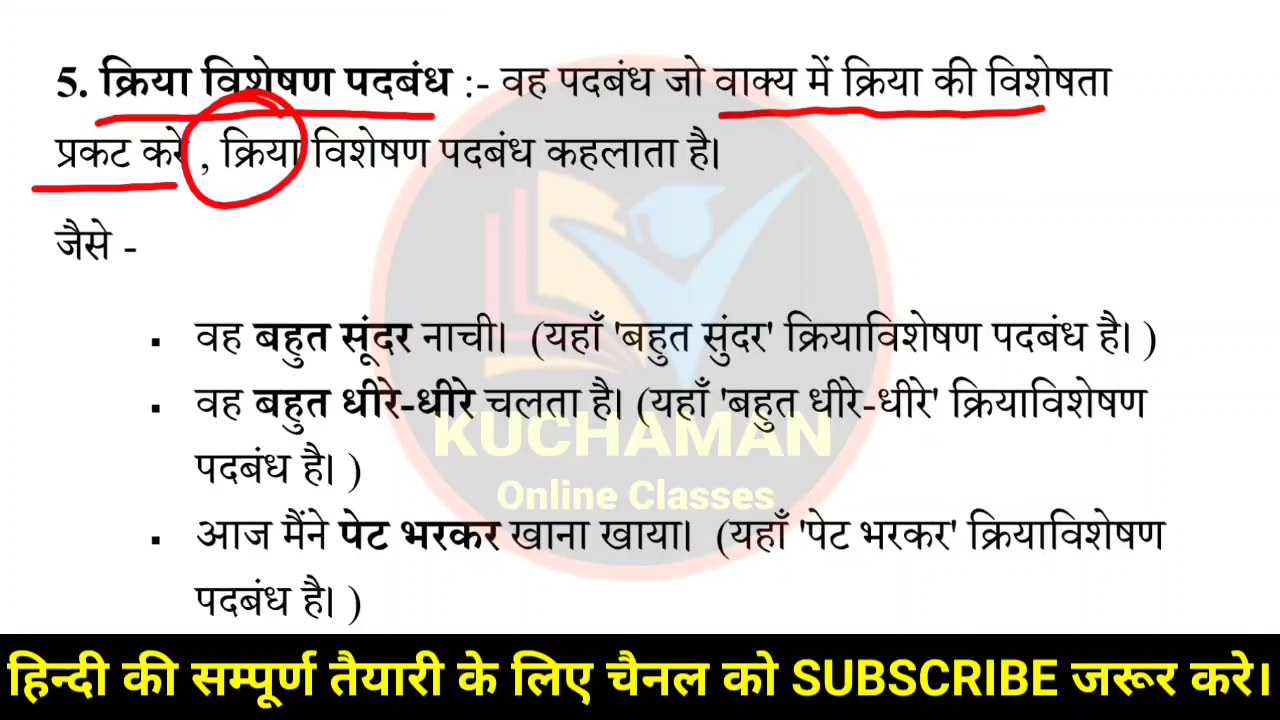 5. क्रिया विशेषण पदबंध :- वह पदबंध जो वाक्य में क्रिया की विशेषता
प्रकट करे , क्रिया विशेषण पदबंध कहलाता है।
जैसे -
▪ वह बहुत सूंदर नाची। (यहाँ 'बहुत सुंदर' क्रियाविशेषण पदबंध है। )
▪ वह बहुत धीरे-धीरे चलता है। (यहाँ 'बहुत धीरे-धीरे' क्रियाविशेषण
पदबंध है। )
KUCHAMAN
Online Classes
▪ आज मैंने पेट भरकर खाना खाया। (यहाँ 'पेट भरकर' क्रियाविशेषण
पदबंध है। )
हिन्दी की सम्पूर्ण तैयारी के लिए चैनल को SUBSCRIBE जरूर करे।